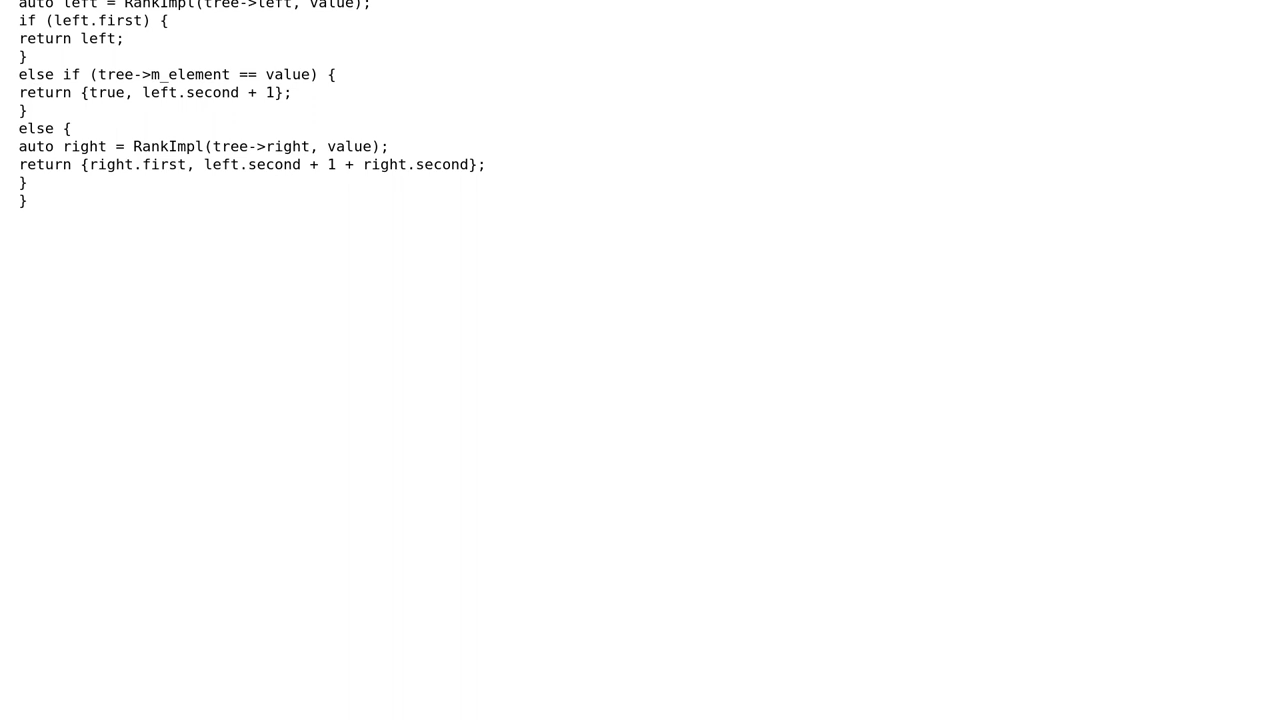 auto left = RankImpl(tree->left, value);
if (left.first) {
return left;
}
else if (tree->m_element == value) {
return {true, left.second + 1};
}
else {
auto right = RankImpl(tree->right, value);
return {right.first, left.second + 1 + right.second};
}
}